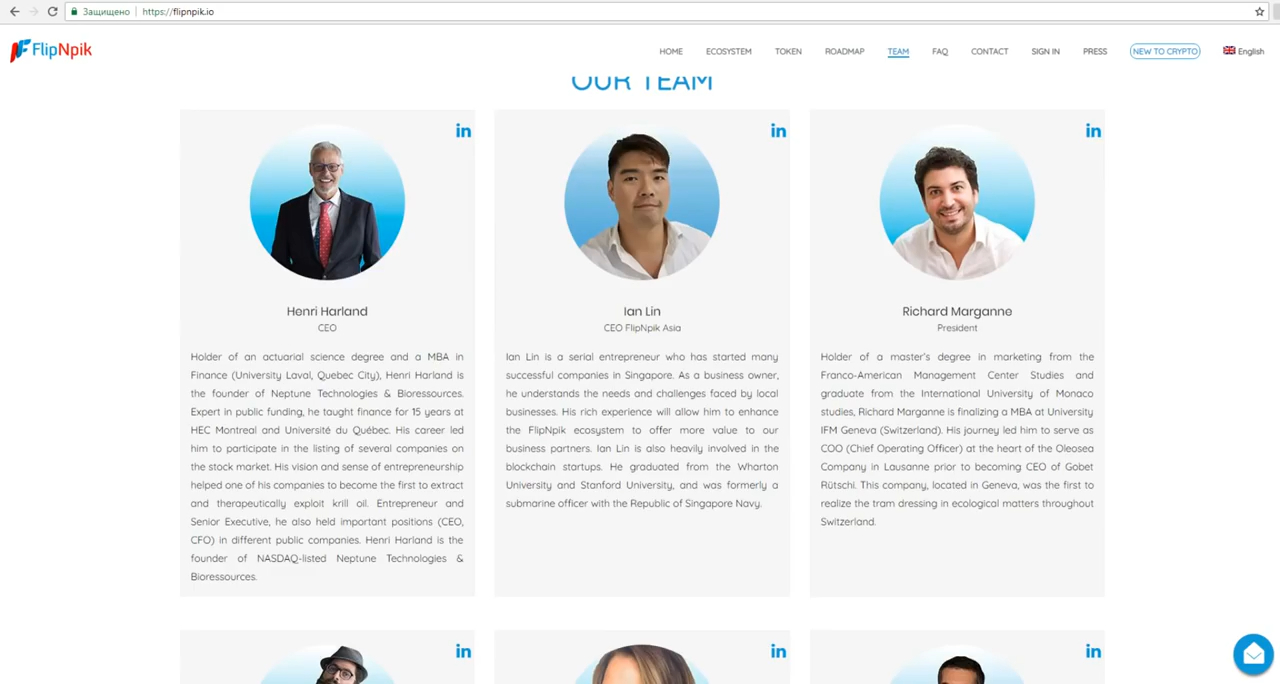 Защищено
https://flipnpik.io
FlipNpik
HOME
ECOSYSTEM
TOKEN
ROADMAP
TEAM
FAQ
CONTACT
SIGN IN
PRESS
NEW TO CRYPTO
English
OUR TEAM
in
Henri Harland
CEO
Holder of an actuarial science degree and a MBA in
Finance (University Laval, Quebec City), Henri Harland is
the founder of Neptune Technologies & Bioressources.
Expert in public funding, he taught finance for 15 years at
HEC Montreal and Université du Québec. His career led
him to participate in the listing of several companies on
the stock market. His vision and sense of entrepreneurship
helped one of his companies to become the first to extract
and therapeutically exploit krill oil. Entrepreneur and
Senior Executive, he also held important positions (CEO,
CFO) in different public companies. Henri Harland is the
founder of NASDAQ-listed Neptune Technologies &
Bioressources.
in
Ian Lin
CEO FlipNpik Asia
Ian Lin is a serial entrepreneur who has started many
successful companies in Singapore. As a business owner,
he understands the needs and challenges faced by local
businesses. His rich experience will allow him to enhance
the FlipNpik ecosystem to offer more value to our
business partners. Ian Lin is also heavily involved in the
blockchain startups. He graduated from the Wharton
University and Stanford University, and was formerly a
submarine officer with the Republic of Singapore Navy.
in
Richard Marganne
President
Holder of a master's degree in marketing from the
Franco-American Management Center Studies and
graduate from the International University of Monaco
studies, Richard Marganne is finalizing a MBA at University
IFM Geneva (Switzerland). His journey led him to serve as
COO (Chief Operating Officer) at the heart of the Oleosea
Company in Lausanne prior to becoming CEO of Gobet
Rütschi. This company, located in Geneva, was the first to
realize the tram dressing in ecological matters throughout
Switzerland.
in
in
in